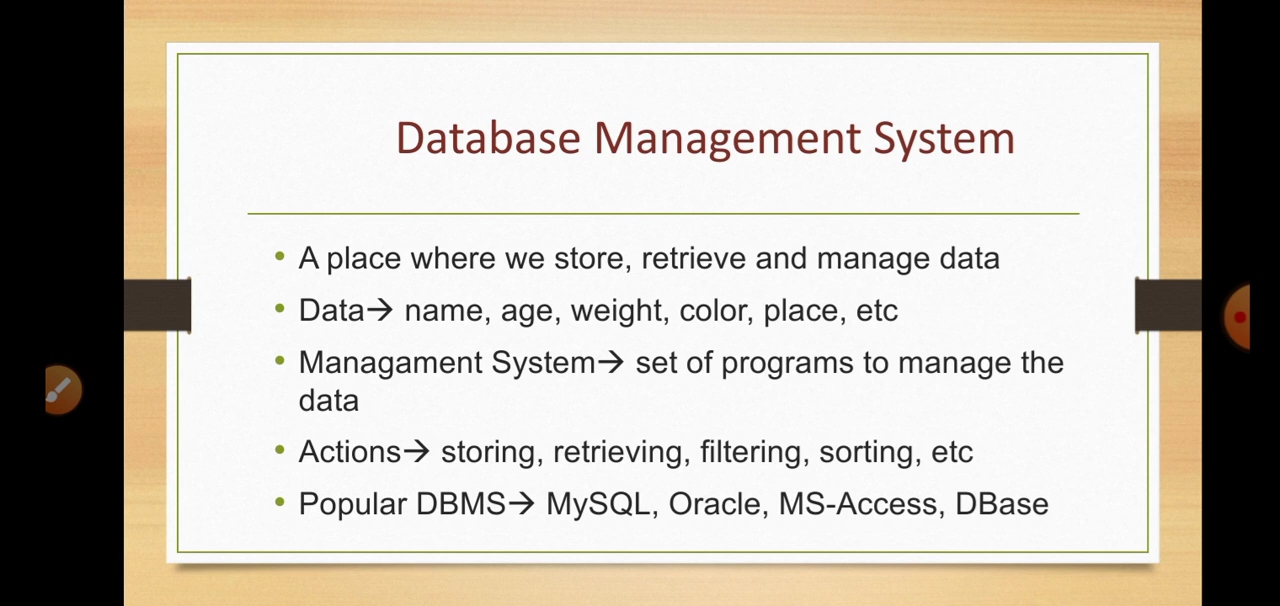 Database Management System
• A place where we store, retrieve and manage data
• Data→ name, age, weight, color, place, etc
• Managament System→ set of programs to manage the
data
• Actions→ storing, retrieving, filtering, sorting, etc
• Popular DBMS→ MySQL, Oracle, MS-Access, DBase